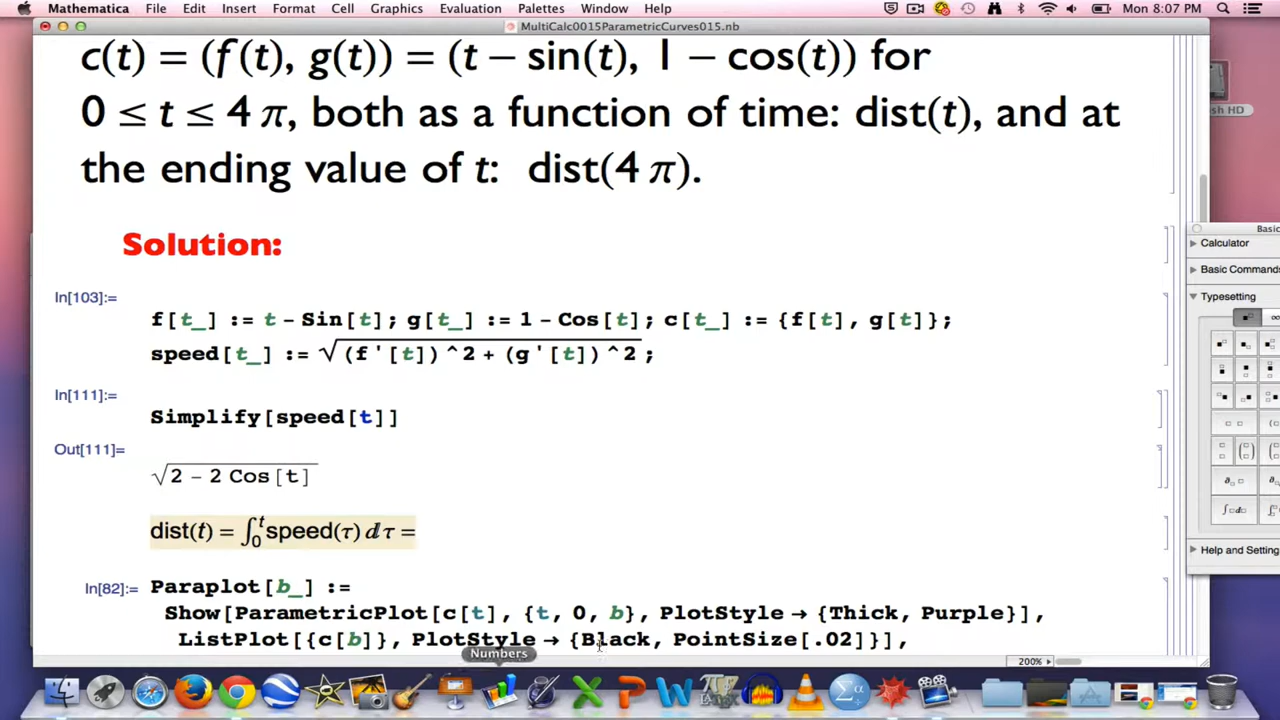 Mathematica File Edit Insert Format Cell Graphics Evaluation Palettes Window Help Mon 8:07 PM
MultiCalc0015ParametricCurves015.nb
c(t) = (f(t), g(t)) = (t − sin(t), 1 − cos(t)) for
0 ≤ t ≤ 4 π, both as a function of time: dist(t), and at
the ending value of t: dist(4 π).
Solution:
In[103]:=
f[t_] := t - Sin[t]; g[t_] := 1 - Cos[t]; c[t_] := {f[t], g[t]};
speed[t_] := √(f'[t])^2 + (g'[t])^2;
In[111]:=
Simplify[speed[t]]
Out[111]=
√2 - 2 Cos[t]
dist(t) = ∫₀ᵗ speed(τ) ⅆτ =
In[82]:= Paraplot[b_] :=
Show[ParametricPlot[c[t], {t, 0, b}, PlotStyle → {Thick, Purple}],
ListPlot[{c[b]}, PlotStyle → {Black, PointSize[.02]}],
Numbers
200%
Basic
Calculator
Basic Commands
Typesetting
∫□ⅆ□
Help and Setting
sh HD